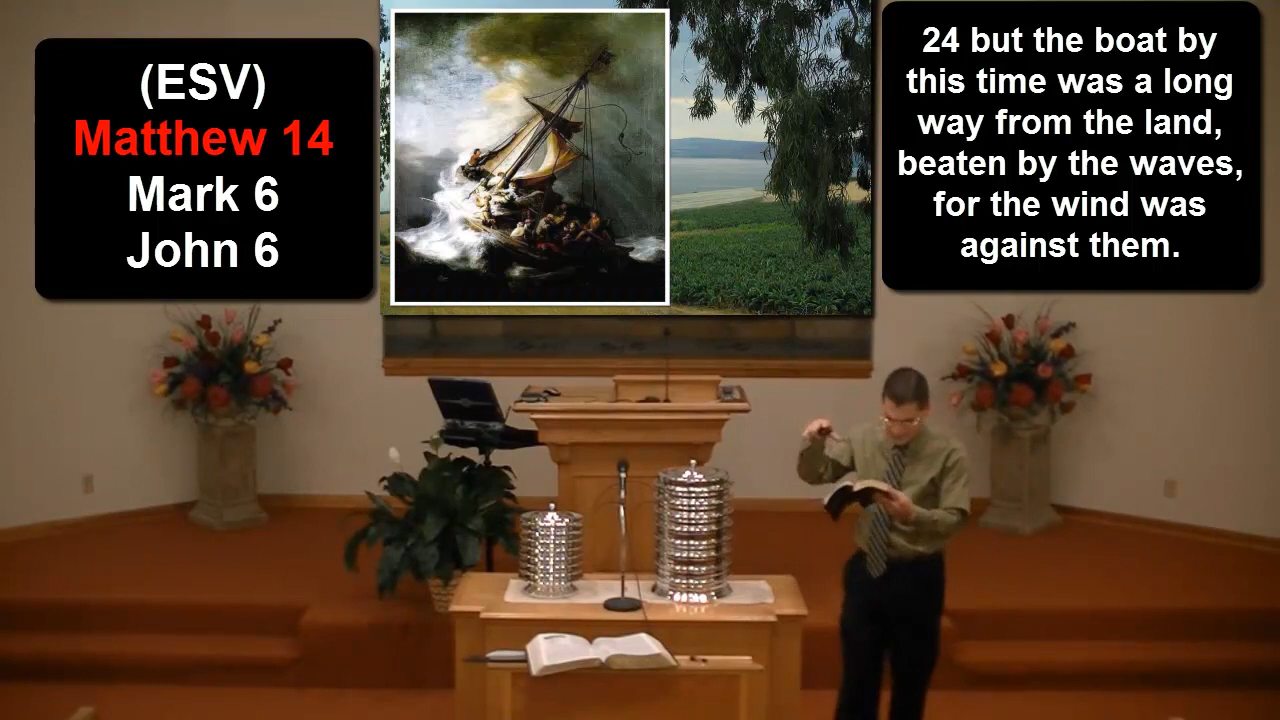 (ESV)
Matthew 14
Mark 6
John 6
24 but the boat by
this time was a long
way from the land,
beaten by the waves,
for the wind was
against them.